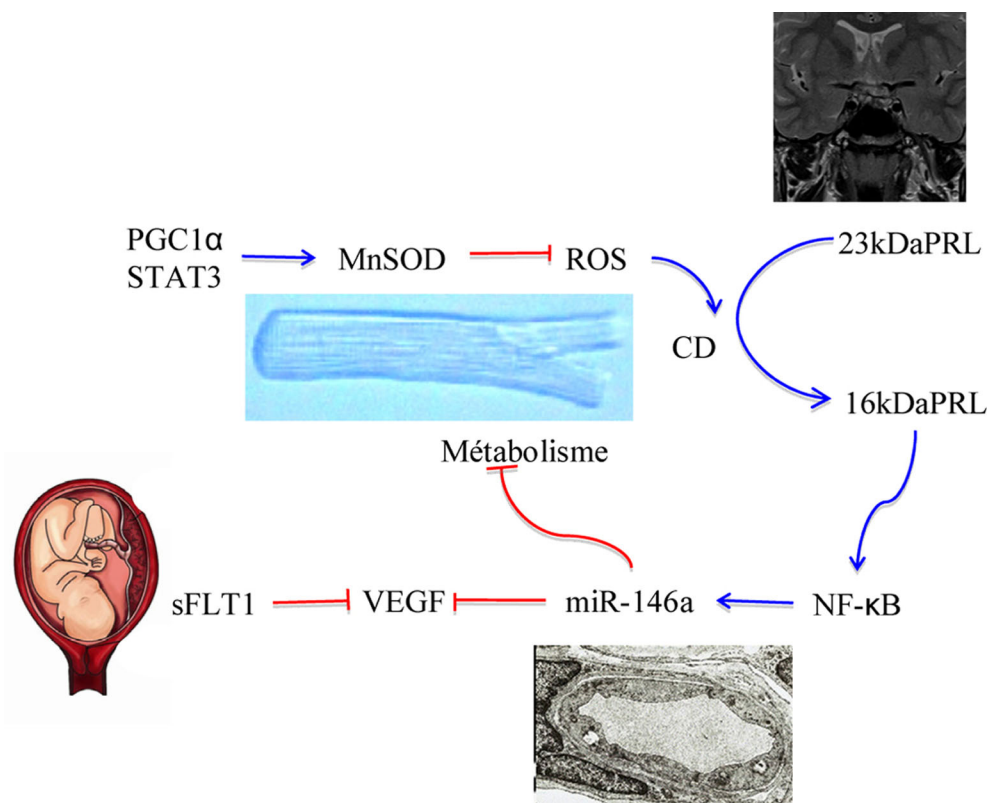 PGC1α
STAT3
MnSOD
ROS
23kDaPRL
CD
16kDaPRL
Métabolisme
sFLT1
VEGF
miR-146a
NF-κB